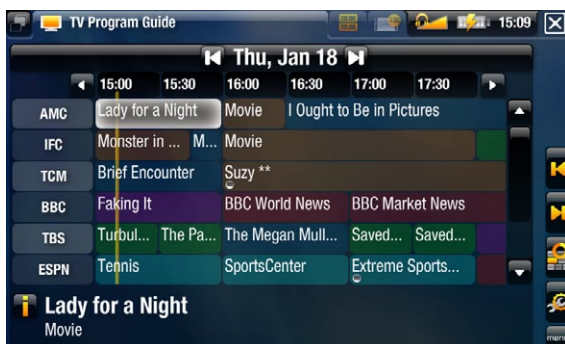 TV Program Guide 15:09
Thu, Jan 18
15:00 15:30 16:00 16:30 17:00 17:30
AMC Lady for a Night Movie I Ought to Be in Pictures
IFC Monster in ... M... Movie
TCM Brief Encounter Suzy **
BBC Faking It BBC World News BBC Market News
TBS Turbul... The Pa... The Megan Mull... Saved... Saved...
ESPN Tennis SportsCenter Extreme Sports...
Lady for a Night
Movie
menu